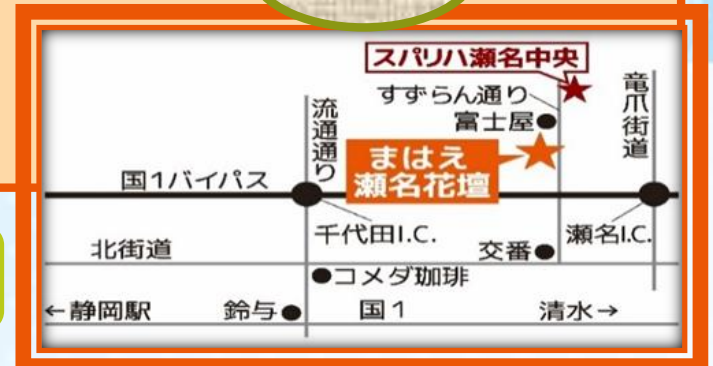 スパリハ瀬名中央
すずらん通り
富士屋
竜爪街道
流通通り
まはえ
瀬名花壇
国1バイパス
千代田I.C.
瀬名I.C.
北街道
交番
コメダ珈琲
←静岡駅
鈴与
国1
清水→